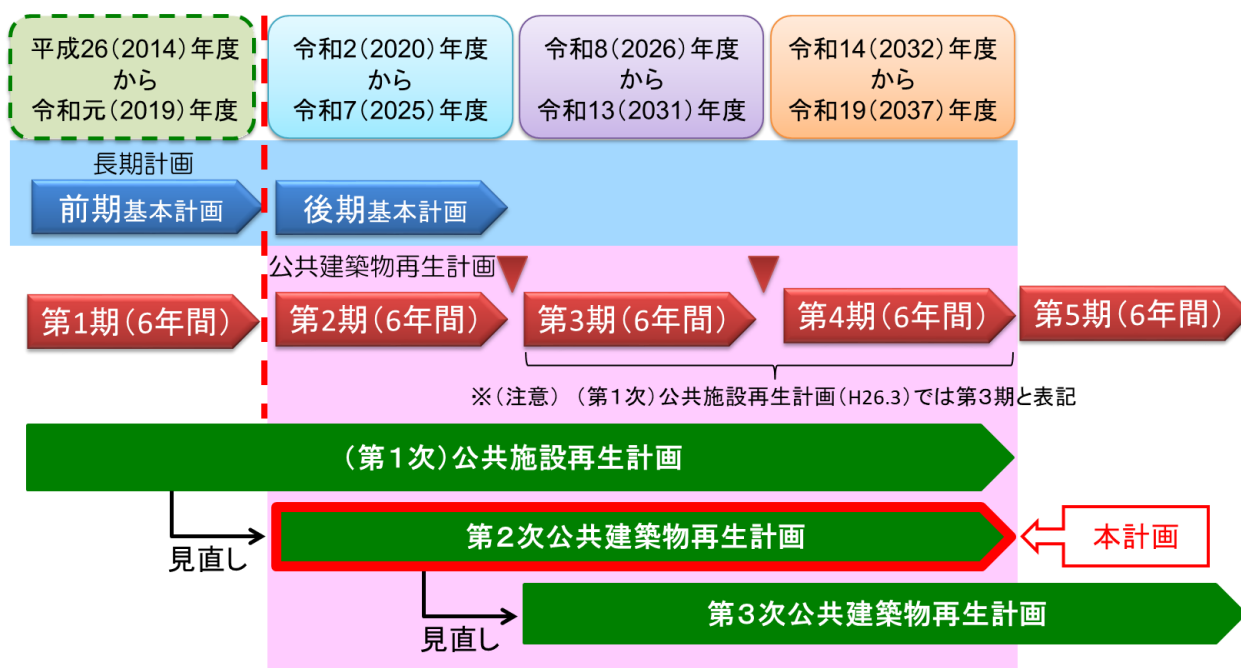 平成26(2014)年度
から
令和元(2019)年度
令和2(2020)年度
から
令和7(2025)年度
令和8(2026)年度
から
令和13(2031)年度
令和14(2032)年度
から
令和19(2037)年度
長期計画
前期基本計画
後期基本計画
公共建築物再生計画
第1期(6年間)
第2期(6年間)
第3期(6年間)
第4期(6年間)
第5期(6年間)
※(注意) (第1次)公共施設再生計画(H26.3)では第3期と表記
(第1次)公共施設再生計画
見直し
第2次公共建築物再生計画
本計画
見直し
第3次公共建築物再生計画